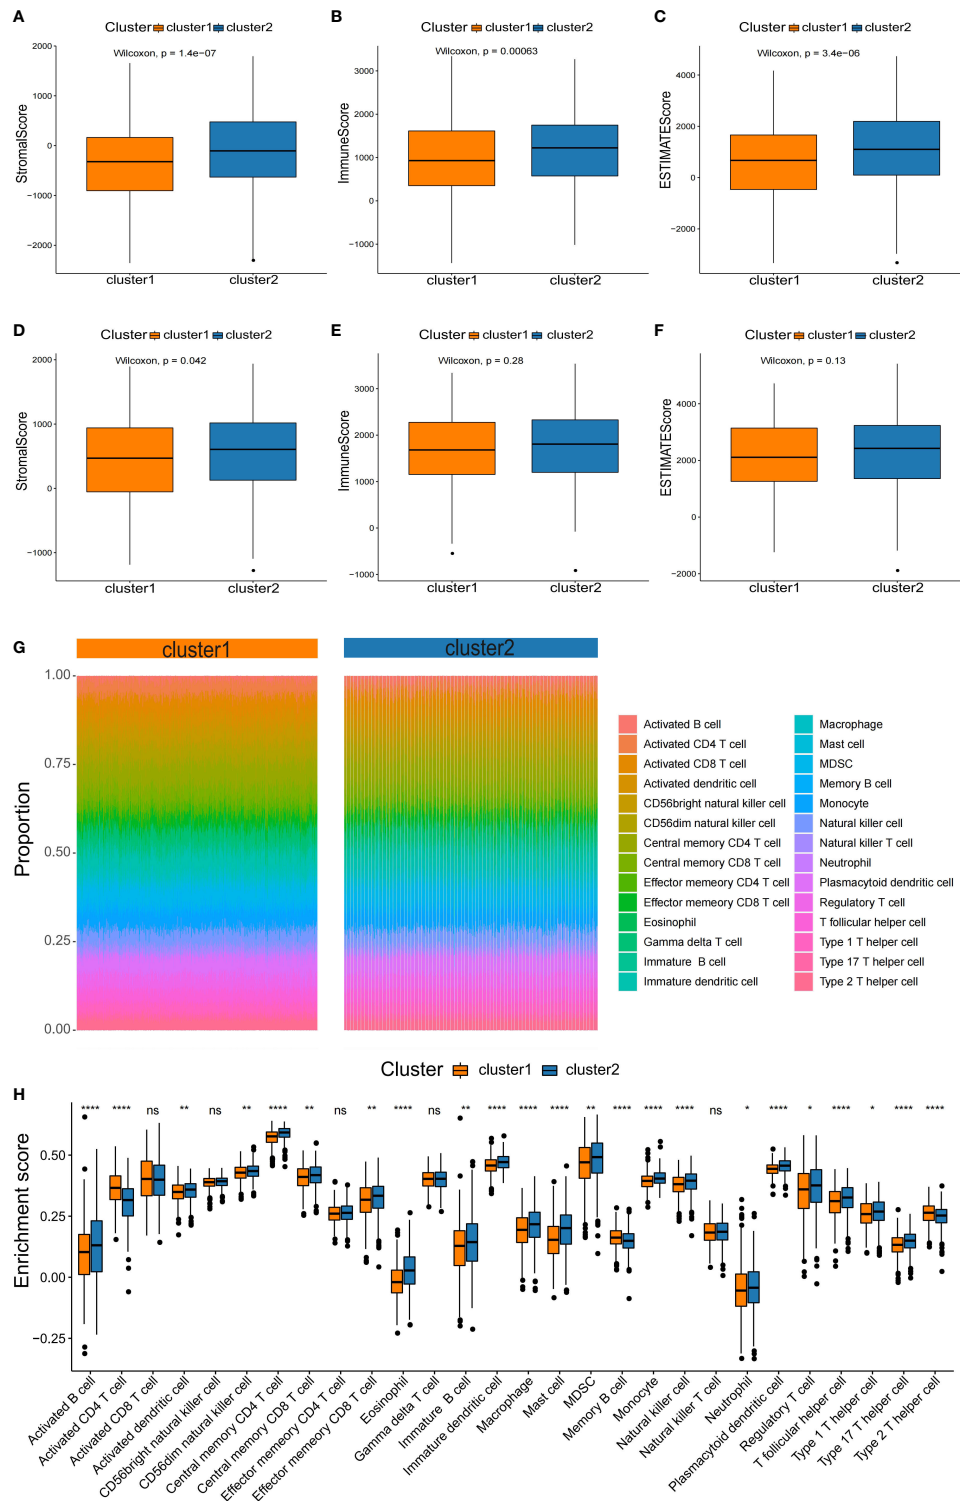 A
Cluster cluster1 cluster2
Wilcoxon, p = 1.4e−07
StromalScore
2000
1000
0
−1000
−2000
cluster1 cluster2
B
Cluster cluster1 cluster2
Wilcoxon, p = 0.00063
ImmuneScore
3000
2000
1000
0
−1000
cluster1 cluster2
C
Cluster cluster1 cluster2
Wilcoxon, p = 3.4e−06
ESTIMATEScore
4000
2000
0
−2000
cluster1 cluster2
D
Cluster cluster1 cluster2
Wilcoxon, p = 0.042
StromalScore
2000
1000
0
−1000
cluster1 cluster2
E
Cluster cluster1 cluster2
Wilcoxon, p = 0.28
ImmuneScore
3000
2000
1000
0
−1000
cluster1 cluster2
F
Cluster cluster1 cluster2
Wilcoxon, p = 0.13
ESTIMATEScore
4000
2000
0
−2000
cluster1 cluster2
G
cluster1 cluster2
Proportion
1.00
0.75
0.50
0.25
0.00
Activated B cell
Activated CD4 T cell
Activated CD8 T cell
Activated dendritic cell
CD56bright natural killer cell
CD56dim natural killer cell
Central memory CD4 T cell
Central memory CD8 T cell
Effector memeory CD4 T cell
Effector memeory CD8 T cell
Eosinophil
Gamma delta T cell
Immature  B cell
Immature dendritic cell
Macrophage
Mast cell
MDSC
Memory B cell
Monocyte
Natural killer cell
Natural killer T cell
Neutrophil
Plasmacytoid dendritic cell
Regulatory T cell
T follicular helper cell
Type 1 T helper cell
Type 17 T helper cell
Type 2 T helper cell
H
Cluster cluster1 cluster2
**** **** ns ** ns ** **** ** ns ** **** ns ** **** **** **** ** **** **** **** ns * **** * **** * **** ****
Enrichment score
0.50
0.25
0.00
−0.25
Activated B cell
Activated CD4 T cell
Activated CD8 T cell
Activated dendritic cell
CD56bright natural killer cell
CD56dim natural killer cell
Central memory CD4 T cell
Central memory CD8 T cell
Effector memeory CD4 T cell
Effector memeory CD8 T cell
Eosinophil
Gamma delta T cell
Immature  B cell
Immature dendritic cell
Macrophage
Mast cell
MDSC
Memory B cell
Monocyte
Natural killer cell
Natural killer T cell
Neutrophil
Plasmacytoid dendritic cell
Regulatory T cell
T follicular helper cell
Type 1 T helper cell
Type 17 T helper cell
Type 2 T helper cell